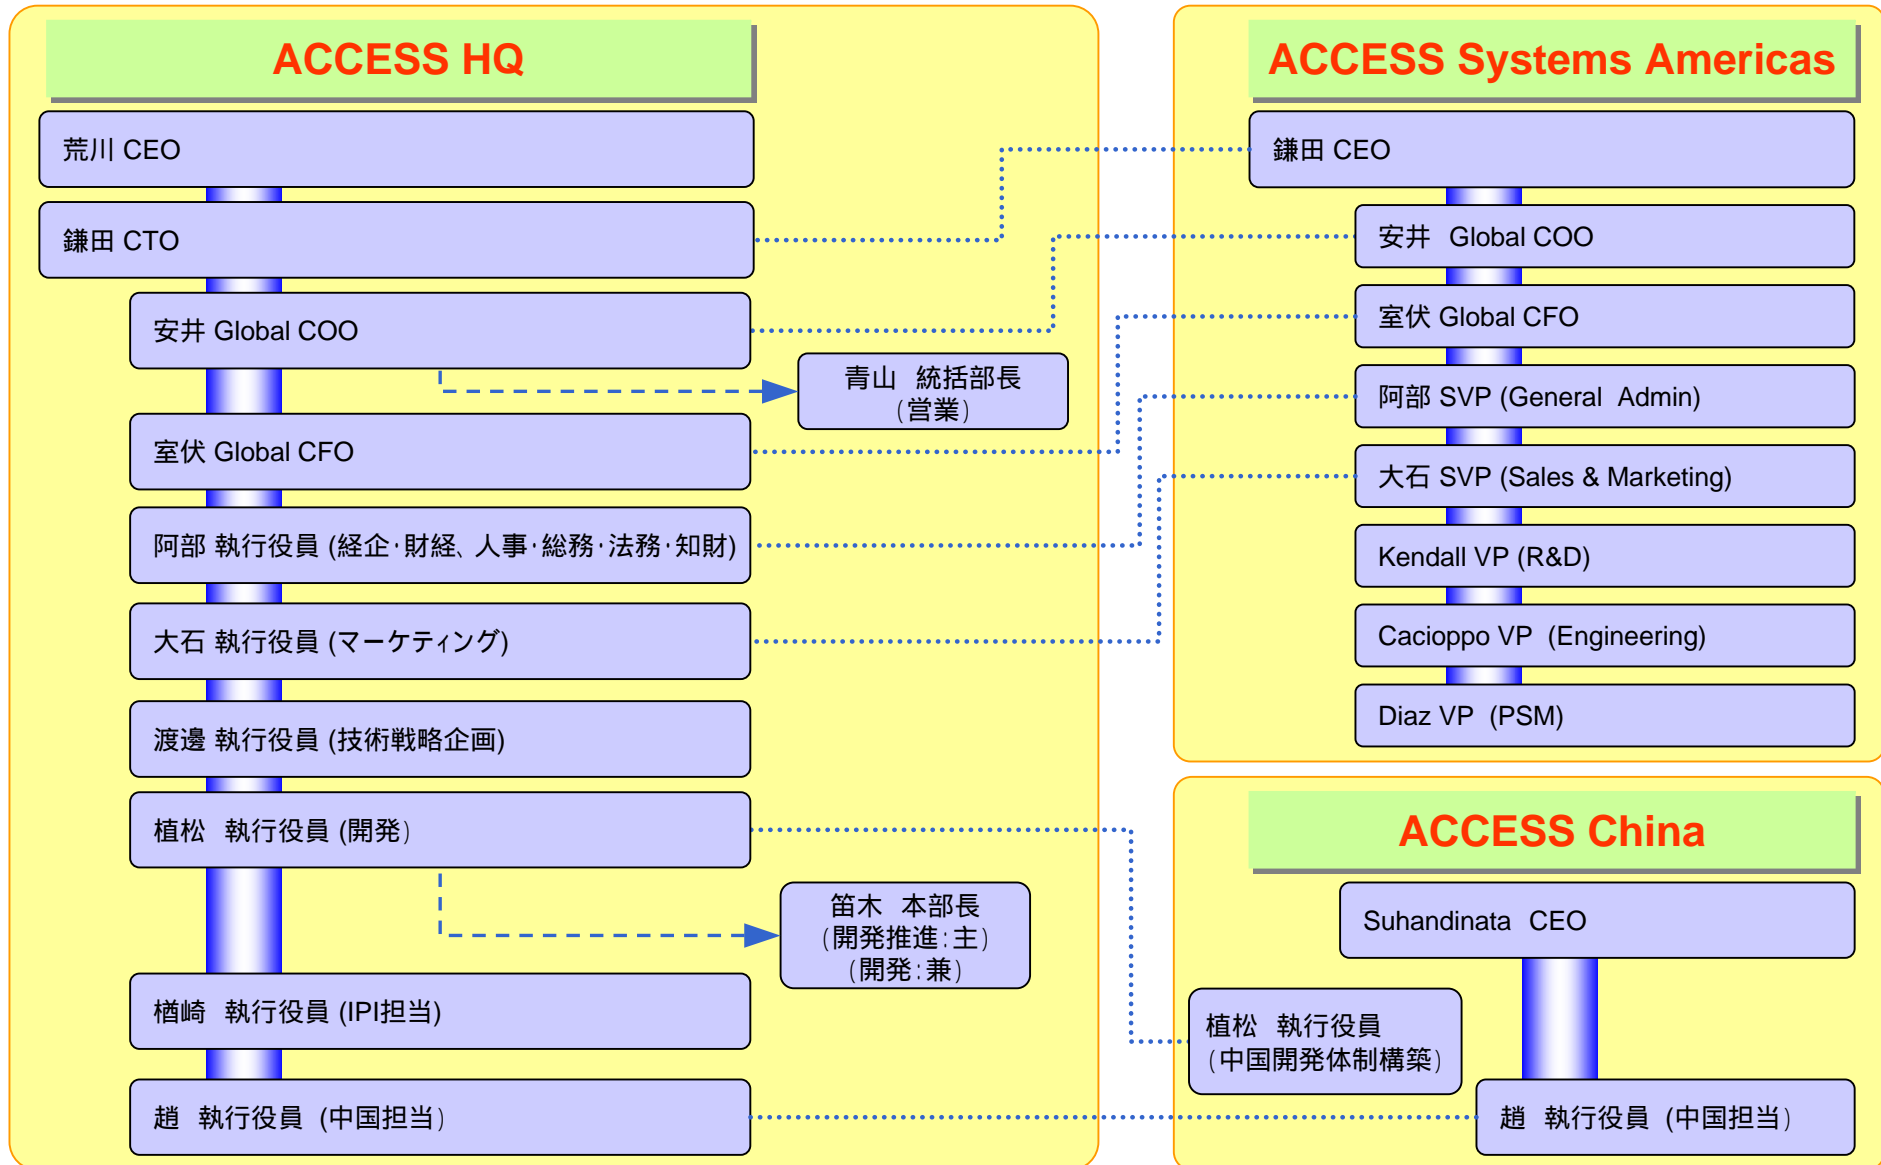 ACCESS HQ
荒川 CEO
鎌田 CTO
安井 Global COO
青山 統括部長
(営業)
室伏 Global CFO
阿部 執行役員 (経企·財経、人事·総務·法務·知財)
大石 執行役員 (マーケティング)
渡邊 執行役員 (技術戦略企画)
植松 執行役員 (開発)
笛木 本部長
(開発推進:主)
(開発:兼)
楢崎 執行役員 (IPI担当)
趙 執行役員 (中国担当)
ACCESS Systems Americas
鎌田 CEO
安井 Global COO
室伏 Global CFO
阿部 SVP (General Admin)
大石 SVP (Sales & Marketing)
Kendall VP (R&D)
Cacioppo VP (Engineering)
Diaz VP (PSM)
ACCESS China
Suhandinata CEO
植松 執行役員
(中国開発体制構築)
趙 執行役員 (中国担当)